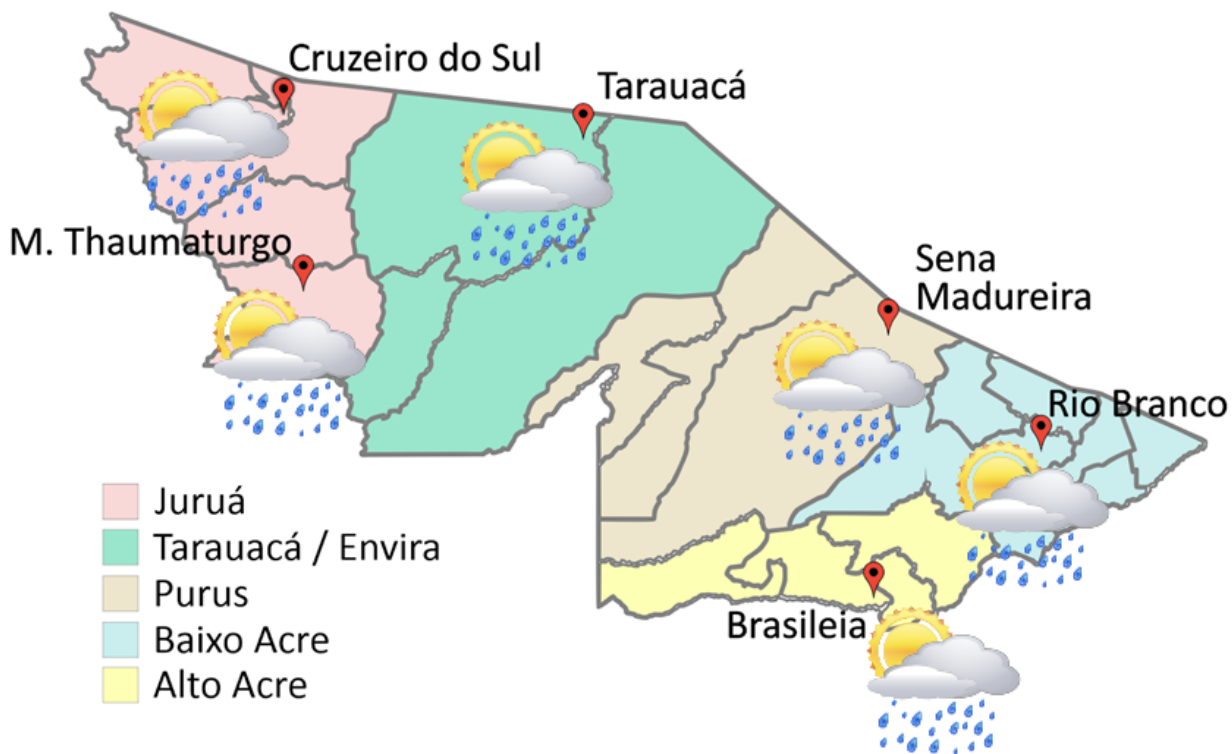 Cruzeiro do Sul
Tarauacá
M. Thaumaturgo
Sena
Madureira
Rio Branco
Brasileia
Juruá
Tarauacá / Envira
Purus
Baixo Acre
Alto Acre